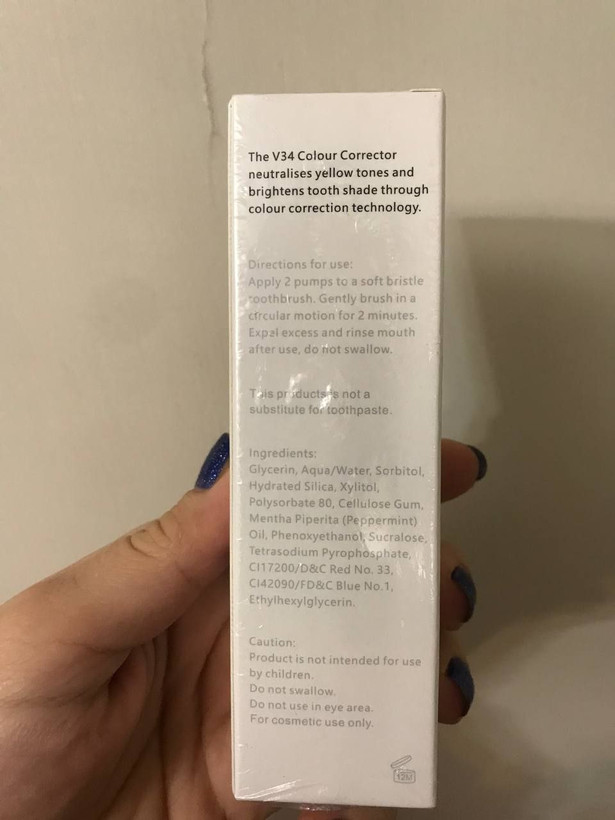 The V34 Colour Corrector
neutralises yellow tones and
brightens tooth shade through
colour correction technology.
Directions for use:
Apply 2 pumps to a soft bristle
toothbrush. Gently brush in a
circular motion for 2 minutes.
Expel excess and rinse mouth
after use, do not swallow.
This products is not a
substitute for toothpaste.
Ingredients:
Glycerin, Aqua/Water, Sorbitol,
Hydrated Silica, Xylitol,
Polysorbate 80, Cellulose Gum,
Mentha Piperita (Peppermint)
Oil, Phenoxyethanol, Sucralose,
Tetrasodium Pyrophosphate,
CI17200/D&C Red No. 33,
CI42090/FD&C Blue No.1,
Ethylhexylglycerin.
Caution:
Product is not intended for use
by children.
Do not swallow.
Do not use in eye area.
For cosmetic use only.
12M